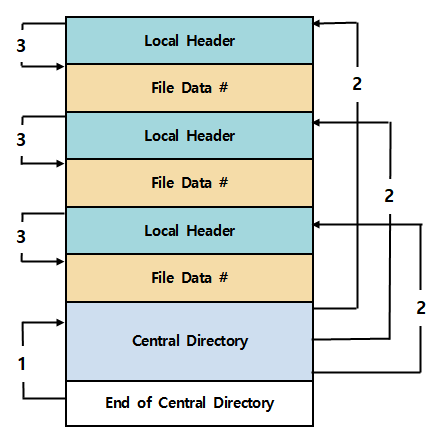 Local Header
3
File Data #
2
Local Header
3
File Data #
2
Local Header
3
File Data #
2
Central Directory
1
End of Central Directory